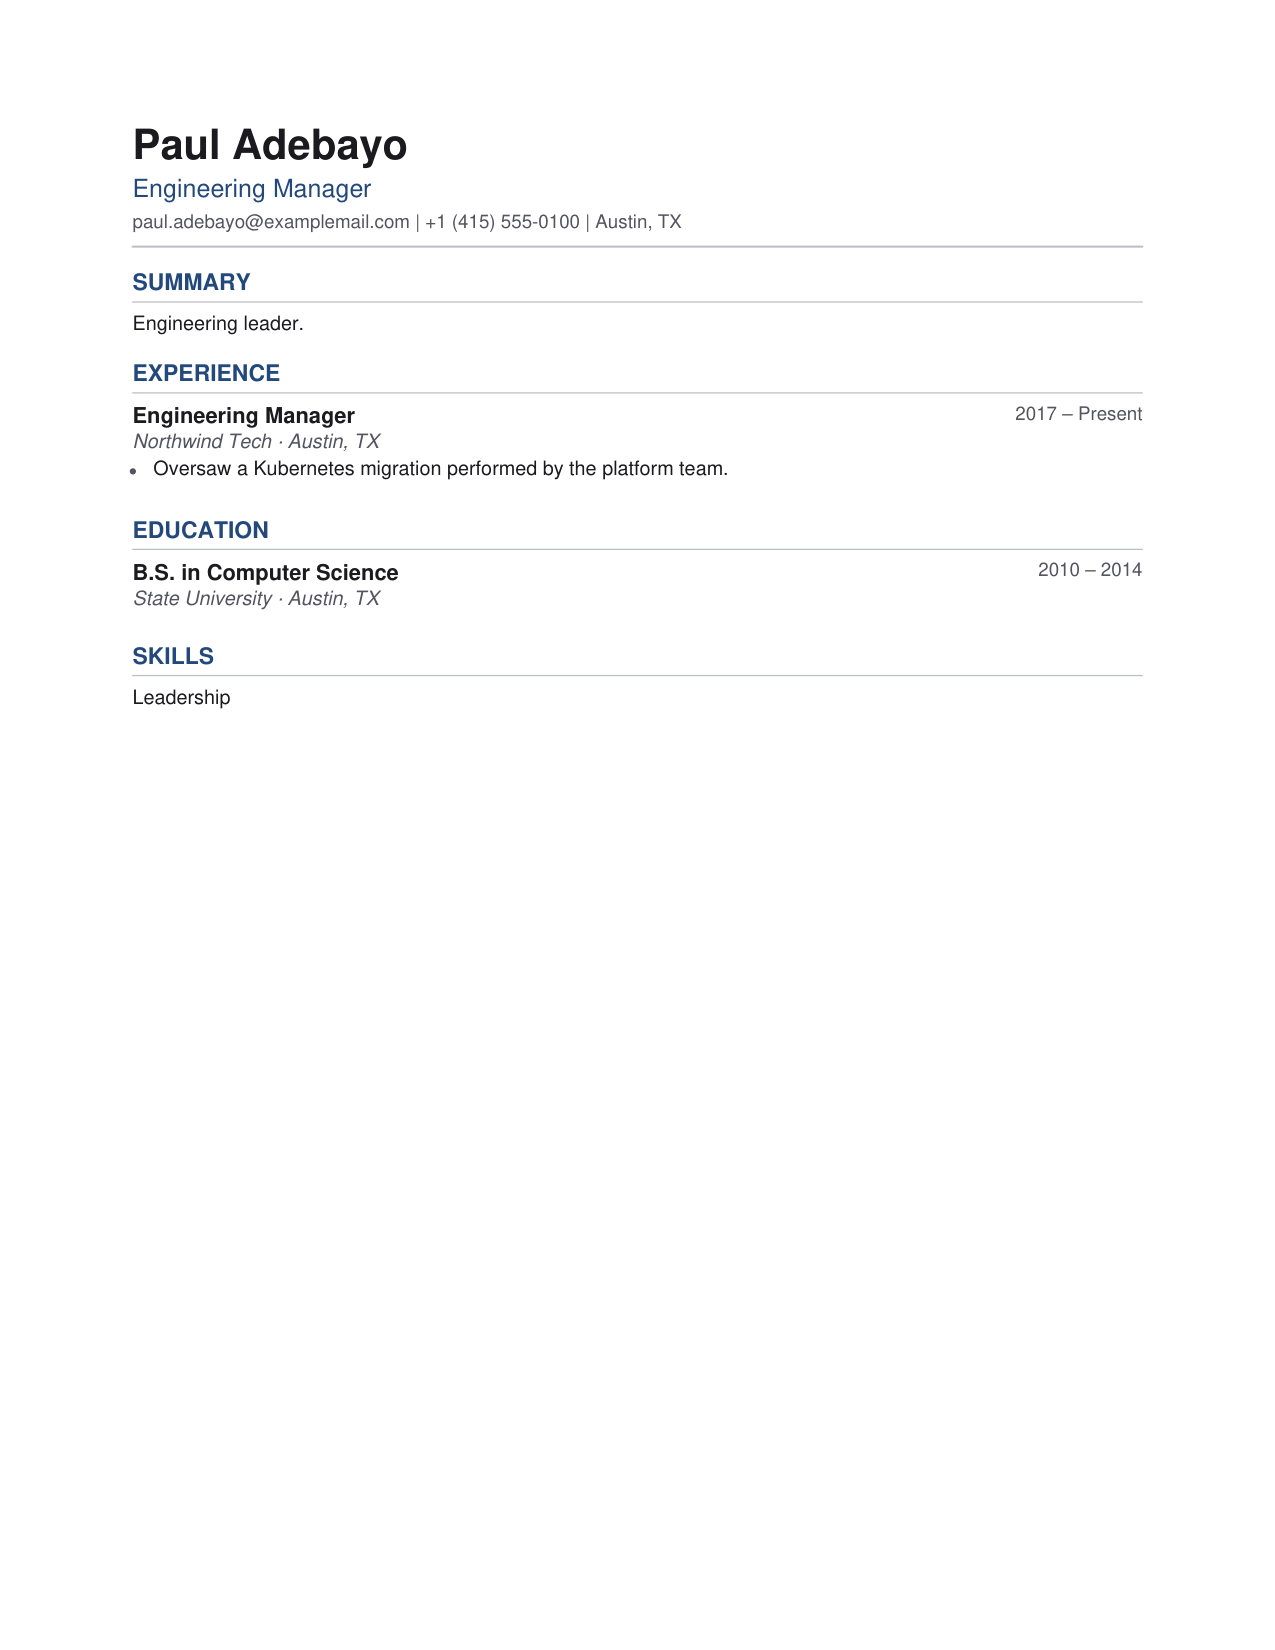 Paul Adebayo
Engineering Manager
paul.adebayo@examplemail.com | +1 (415) 555-0100 | Austin, TX
SUMMARY
Engineering leader.
EXPERIENCE
Engineering Manager 2017 – Present
Northwind Tech · Austin, TX
• Oversaw a Kubernetes migration performed by the platform team.
EDUCATION
B.S. in Computer Science 2010 – 2014
State University · Austin, TX
SKILLS
Leadership